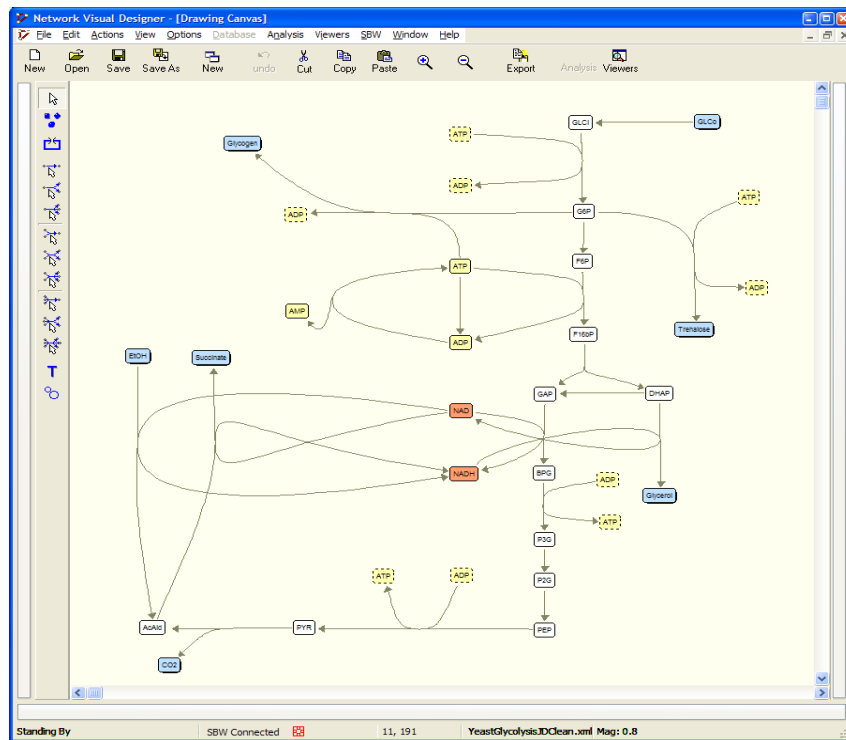 Network Visual Designer - [Drawing Canvas]
File Edit Actions View Options Database Analysis Viewers SBW Window Help
New Open Save Save As New undo Cut Copy Paste Export Analysis Viewers
GLCi GLCo
ATP
Glycogen
ADP
ATP
ADP G6P
F6P
ATP
ADP
AMP
Trehalose
F16bP
ADP
EtOH Succinate
GAP DHAP
NAD
NADH BPG
ADP
Glycerol
ATP
P3G
ATP ADP P2G
AcAld PYR PEP
CO2
T
Standing By SBW Connected 11, 191 YeastGlycolysisJDClean.xml Mag: 0.8